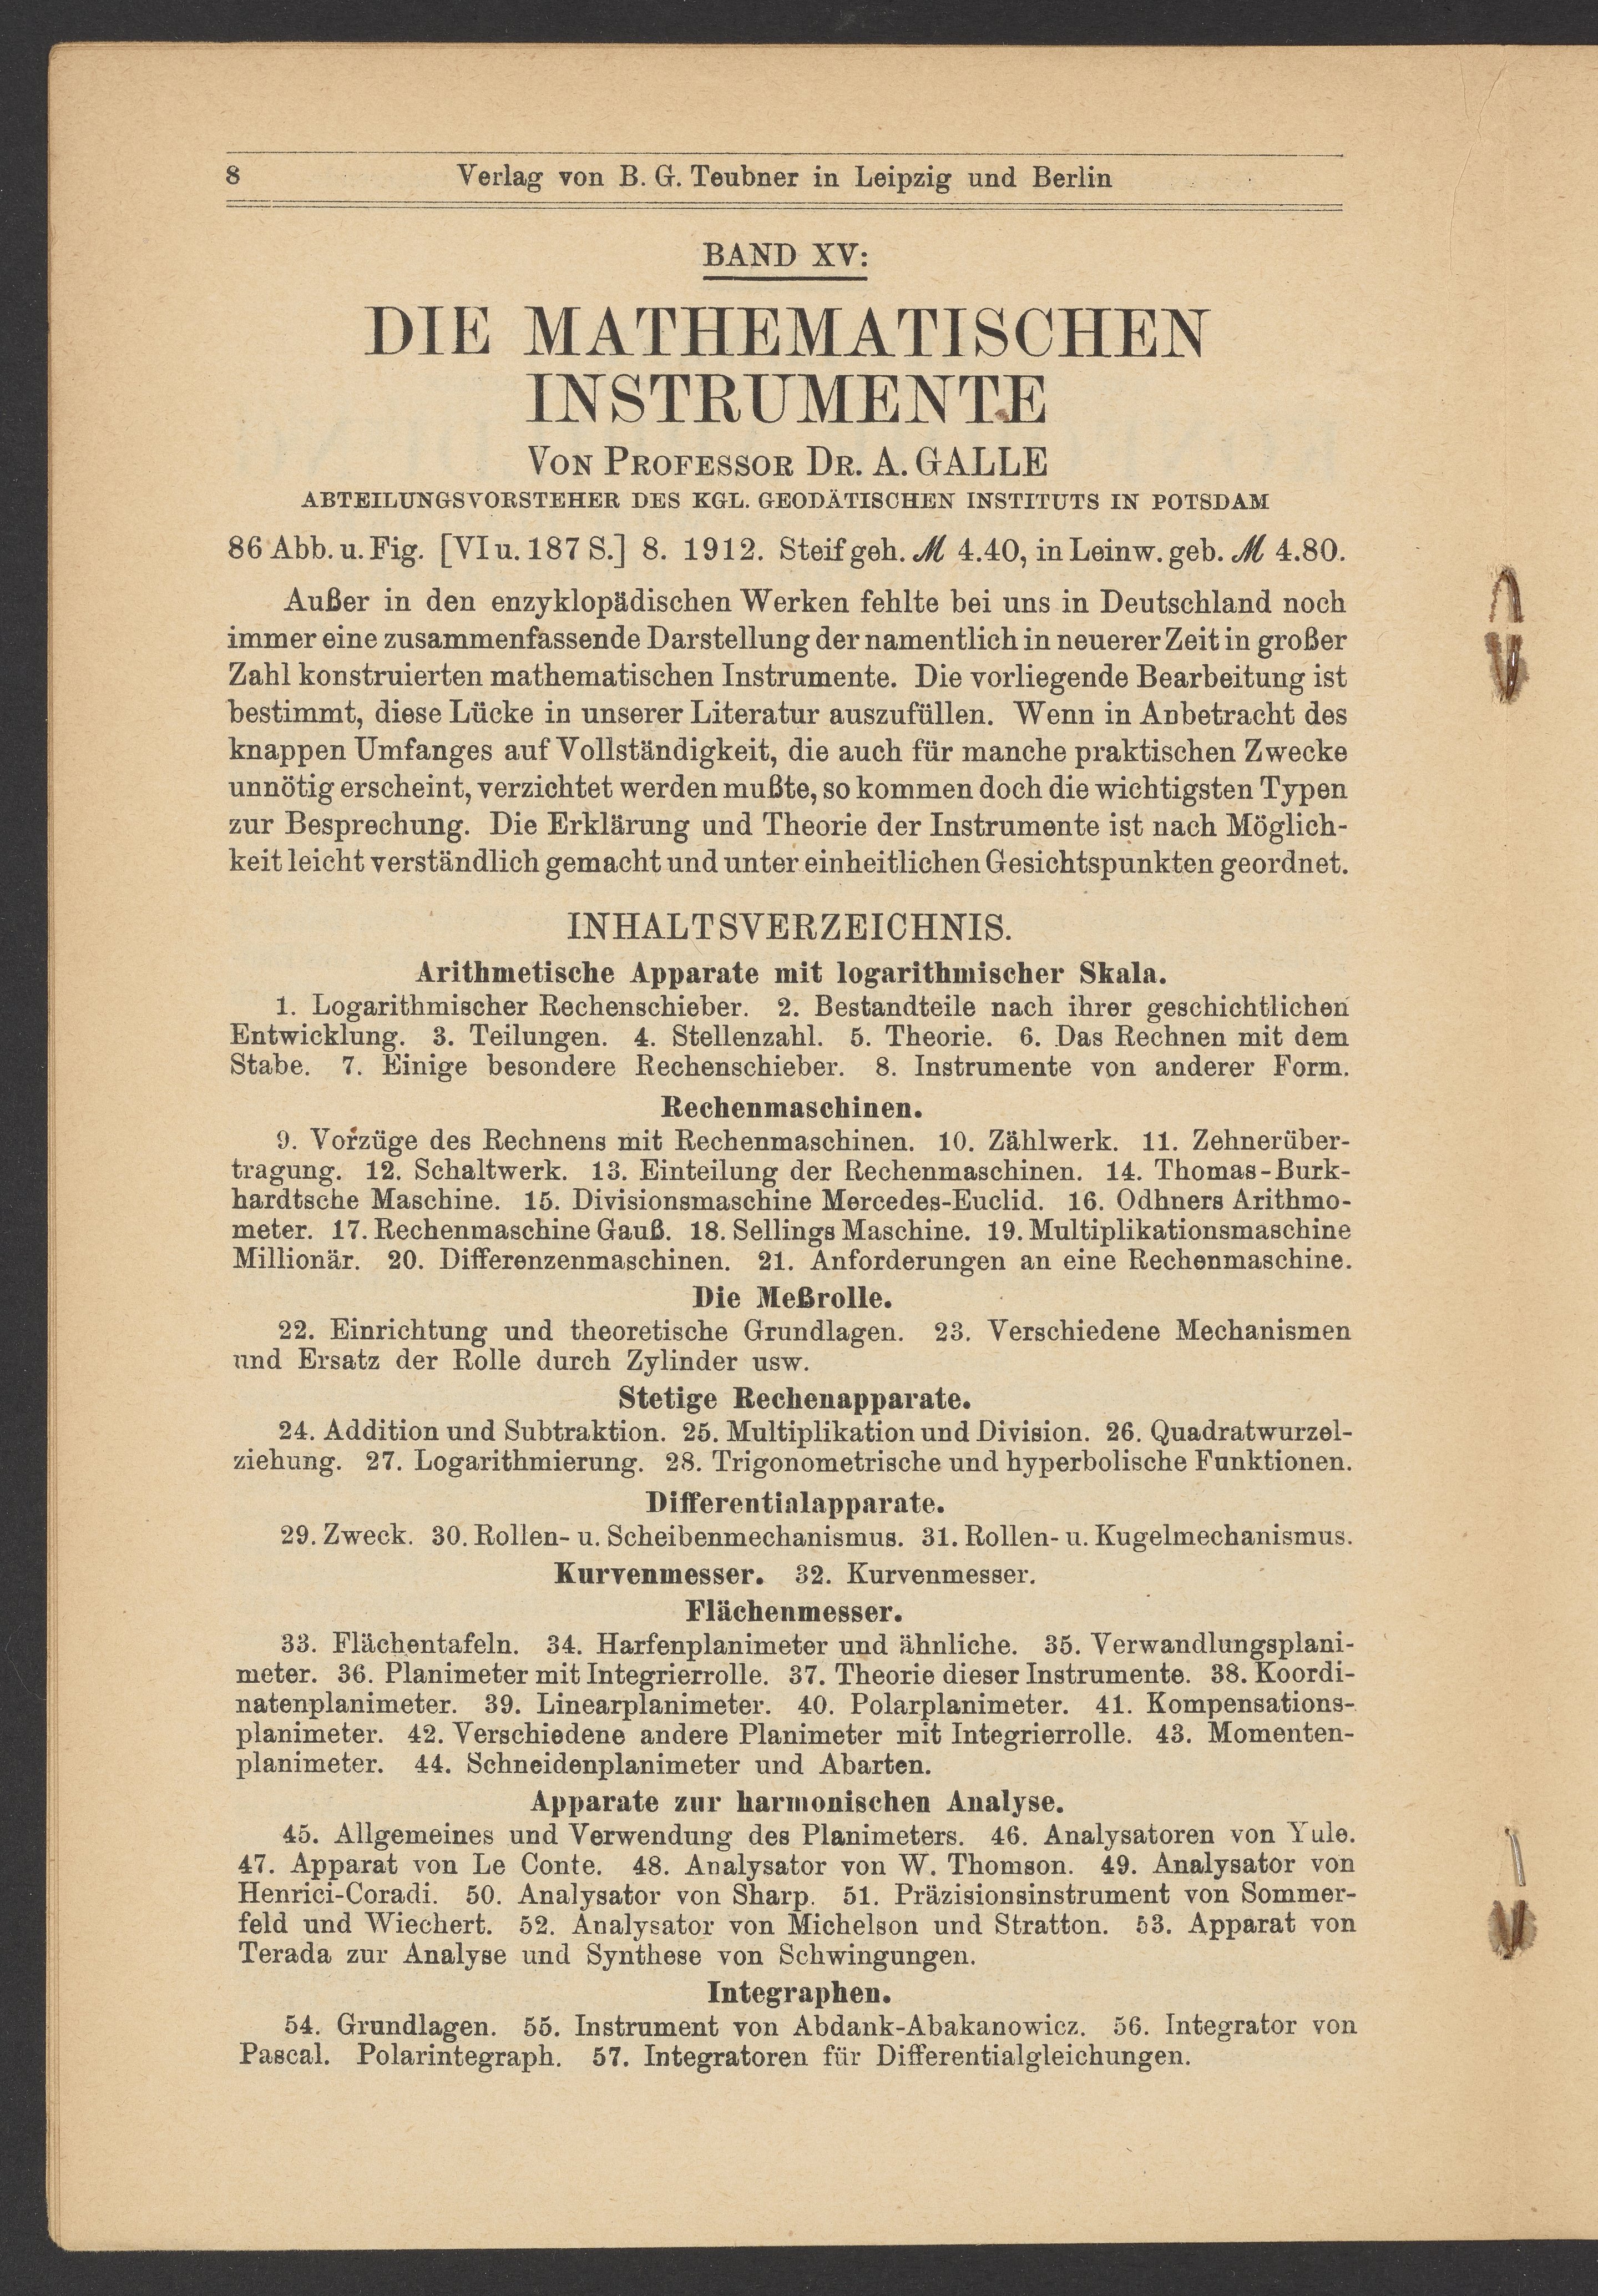 8 Verlag von B. G. Teubner in Leipzig und Berlin
BAND XV:
DIE MATHEMATISCHEN
INSTRUMENTE
VON PROFESSOR DR. A. GALLE
ABTEILUNGSVORSTEHER DES KGL. GEODÄTISCHEN INSTITUTS IN POTSDAM
86 Abb. u. Fig. [VI u. 187 S.] 8. 1912. Steif geh. M 4.40, in Leinw. geb. M 4.80.
Außer in den enzyklopädischen Werken fehlte bei uns in Deutschland noch
immer eine zusammenfassende Darstellung der namentlich in neuerer Zeit in großer
Zahl konstruierten mathematischen Instrumente. Die vorliegende Bearbeitung ist
bestimmt, diese Lücke in unserer Literatur auszufüllen. Wenn in Anbetracht des
knappen Umfanges auf Vollständigkeit, die auch für manche praktischen Zwecke
unnötig erscheint, verzichtet werden mußte, so kommen doch die wichtigsten Typen
zur Besprechung. Die Erklärung und Theorie der Instrumente ist nach Möglich-
keit leicht verständlich gemacht und unter einheitlichen Gesichtspunkten geordnet.
INHALTSVERZEICHNIS.
Arithmetische Apparate mit logarithmischer Skala.
1. Logarithmischer Rechenschieber. 2. Bestandteile nach ihrer geschichtlichen
Entwicklung. 3. Teilungen. 4. Stellenzahl. 5. Theorie. 6. Das Rechnen mit dem
Stabe. 7. Einige besondere Rechenschieber. 8. Instrumente von anderer Form.
Rechenmaschinen.
9. Vorzüge des Rechnens mit Rechenmaschinen. 10. Zählwerk. 11. Zehnerüber-
tragung. 12. Schaltwerk. 13. Einteilung der Rechenmaschinen. 14. Thomas-Burk-
hardtsche Maschine. 15. Divisionsmaschine Mercedes-Euclid. 16. Odhners Arithmo-
meter. 17. Rechenmaschine Gauß. 18. Sellings Maschine. 19. Multiplikationsmaschine
Millionär. 20. Differenzenmaschinen. 21. Anforderungen an eine Rechenmaschine.
Die Meßrolle.
22. Einrichtung und theoretische Grundlagen. 23. Verschiedene Mechanismen
und Ersatz der Rolle durch Zylinder usw.
Stetige Rechenapparate.
24. Addition und Subtraktion. 25. Multiplikation und Division. 26. Quadratwurzel-
ziehung. 27. Logarithmierung. 28. Trigonometrische und hyperbolische Funktionen.
Differentialapparate.
29. Zweck. 30. Rollen- u. Scheibenmechanismus. 31. Rollen- u. Kugelmechanismus.
Kurvenmesser. 32. Kurvenmesser.
Flächenmesser.
33. Flächentafeln. 34. Harfenplanimeter und ähnliche. 35. Verwandlungsplani-
meter. 36. Planimeter mit Integrierrolle. 37. Theorie dieser Instrumente. 38. Koordi-
natenplanimeter. 39. Linearplanimeter. 40. Polarplanimeter. 41. Kompensations-
planimeter. 42. Verschiedene andere Planimeter mit Integrierrolle. 43. Momenten-
planimeter. 44. Schneidenplanimeter und Abarten.
Apparate zur harmonischen Analyse.
45. Allgemeines und Verwendung des Planimeters. 46. Analysatoren von Yule.
47. Apparat von Le Conte. 48. Analysator von W. Thomson. 49. Analysator von
Henrici-Coradi. 50. Analysator von Sharp. 51. Präzisionsinstrument von Sommer-
feld und Wiechert. 52. Analysator von Michelson und Stratton. 53. Apparat von
Terada zur Analyse und Synthese von Schwingungen.
Integraphen.
54. Grundlagen. 55. Instrument von Abdank-Abakanowicz. 56. Integrator von
Pascal. Polarintegraph. 57. Integratoren für Differentialgleichungen.